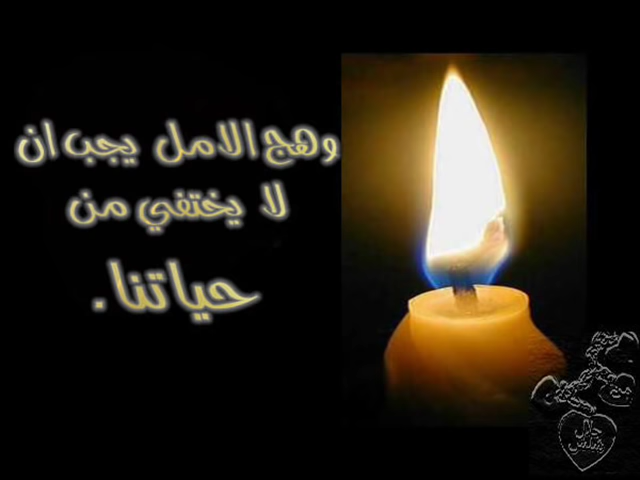 وهج الامل يجب ان
لا يختفي من
حياتنا.